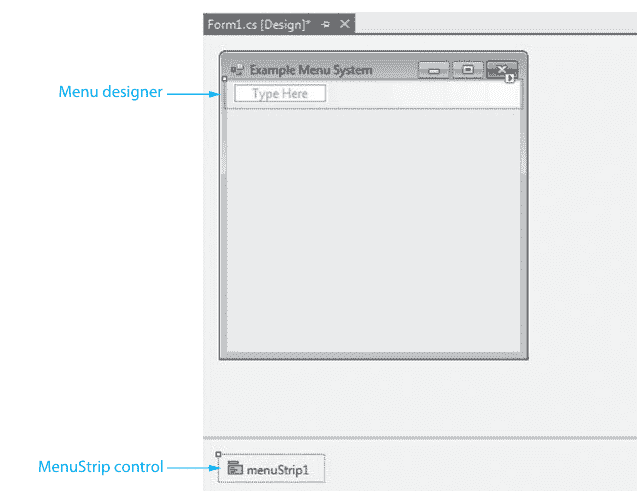 Form1.cs [Design]*
Example Menu System
Menu designer
Type Here
MenuStrip control
menuStrip1